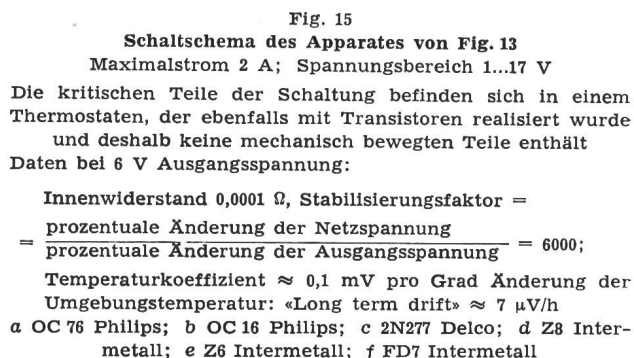 Fig. 15
Schaltschema des Apparates von Fig. 13
Maximalstrom 2 A; Spannungsbereich 1...17 V
Die kritischen Teile der Schaltung befinden sich in einem
Thermostaten, der ebenfalls mit Transistoren realisiert wurde
und deshalb keine mechanisch bewegten Teile enthält
Daten bei 6 V Ausgangsspannung:
Innenwiderstand 0,0001 Ω, Stabilisierungsfaktor =
prozentuale Änderung der Netzspannung
= ―――――――――― = 6000;
prozentuale Änderung der Ausgangsspannung
Temperaturkoeffizient ≈ 0,1 mV pro Grad Änderung der
Umgebungstemperatur: «Long term drift» ≈ 7 µV/h
a OC 76 Philips; b OC 16 Philips; c 2N277 Delco; d Z8 Inter-
metall; e Z6 Intermetall; f FD7 Intermetall